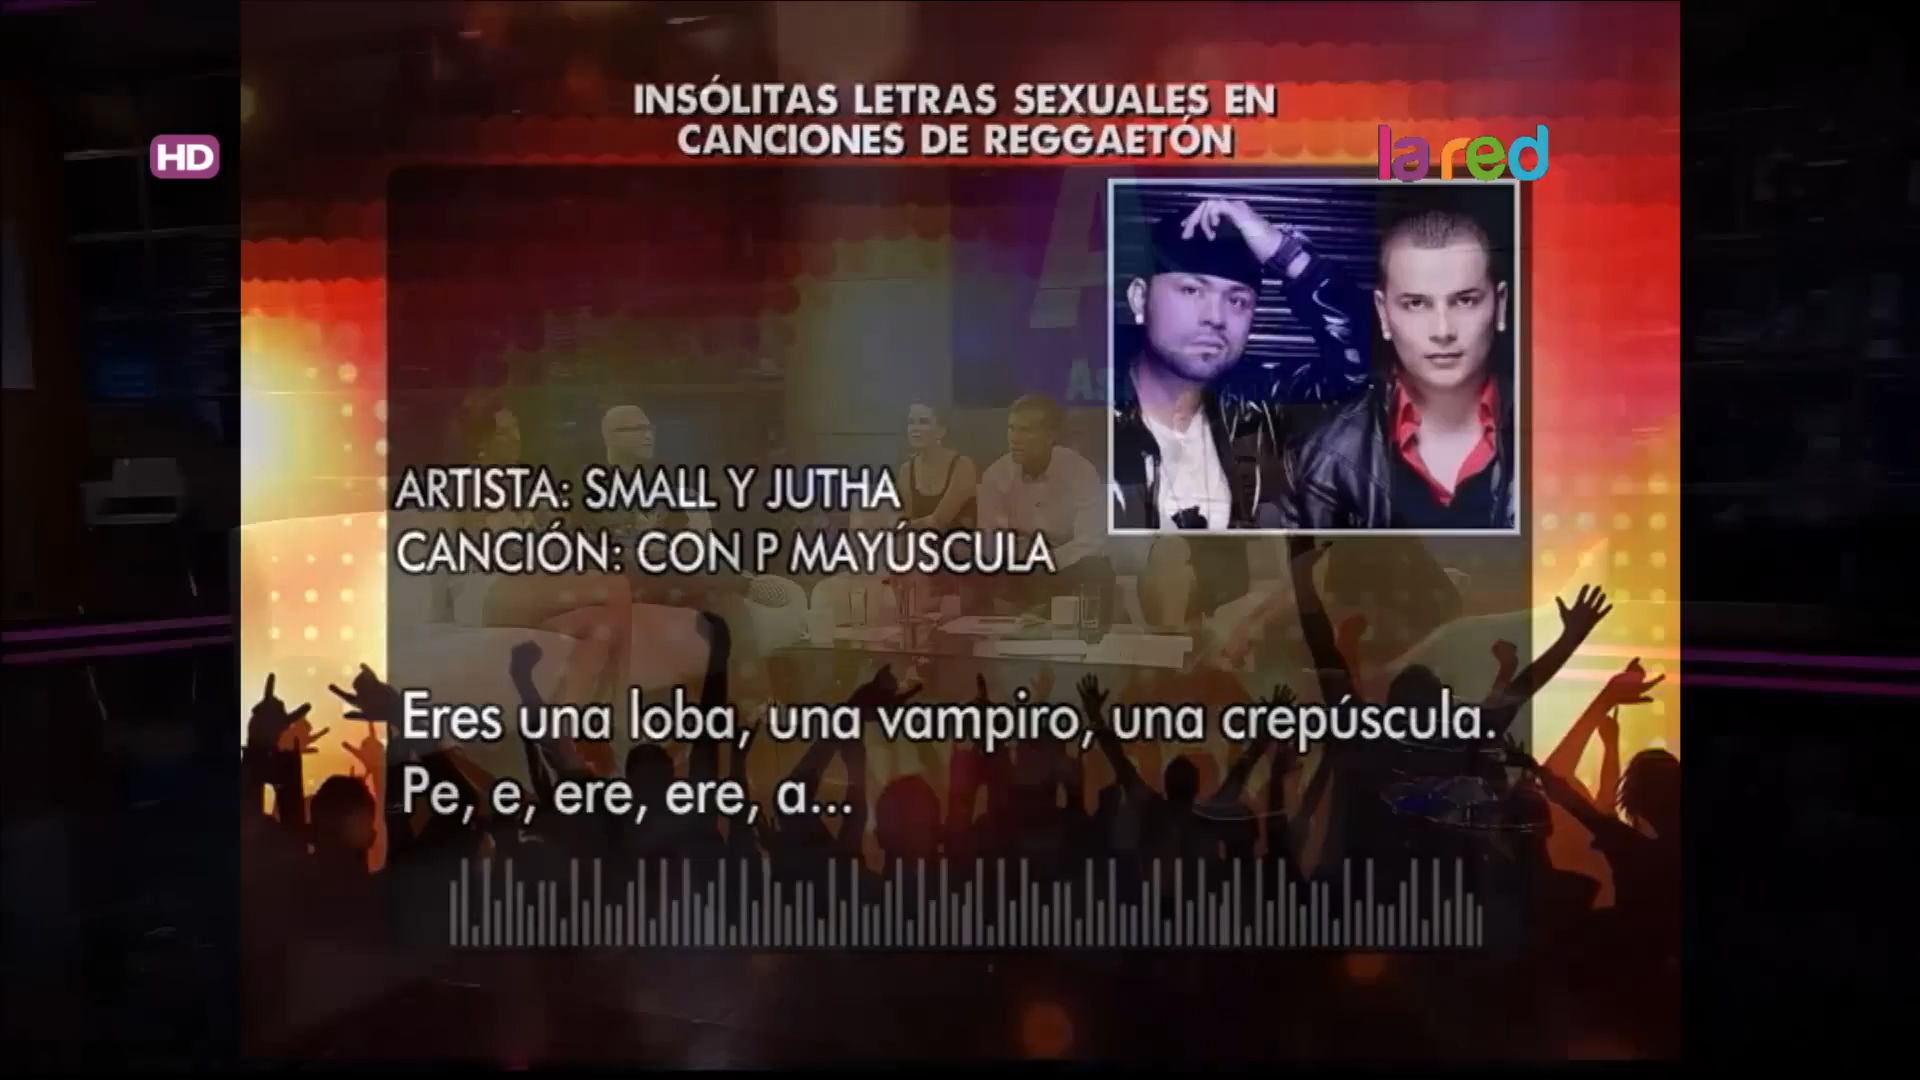 INSÓLITAS LETRAS SEXUALES EN
CANCIONES DE REGGAETÓN
HD
la red
ARTISTA: SMALL Y JUTHA
CANCIÓN: CON P MAYÚSCULA
Eres una loba, una vampiro, una crepúscula.
Pe, e, ere, ere, a...